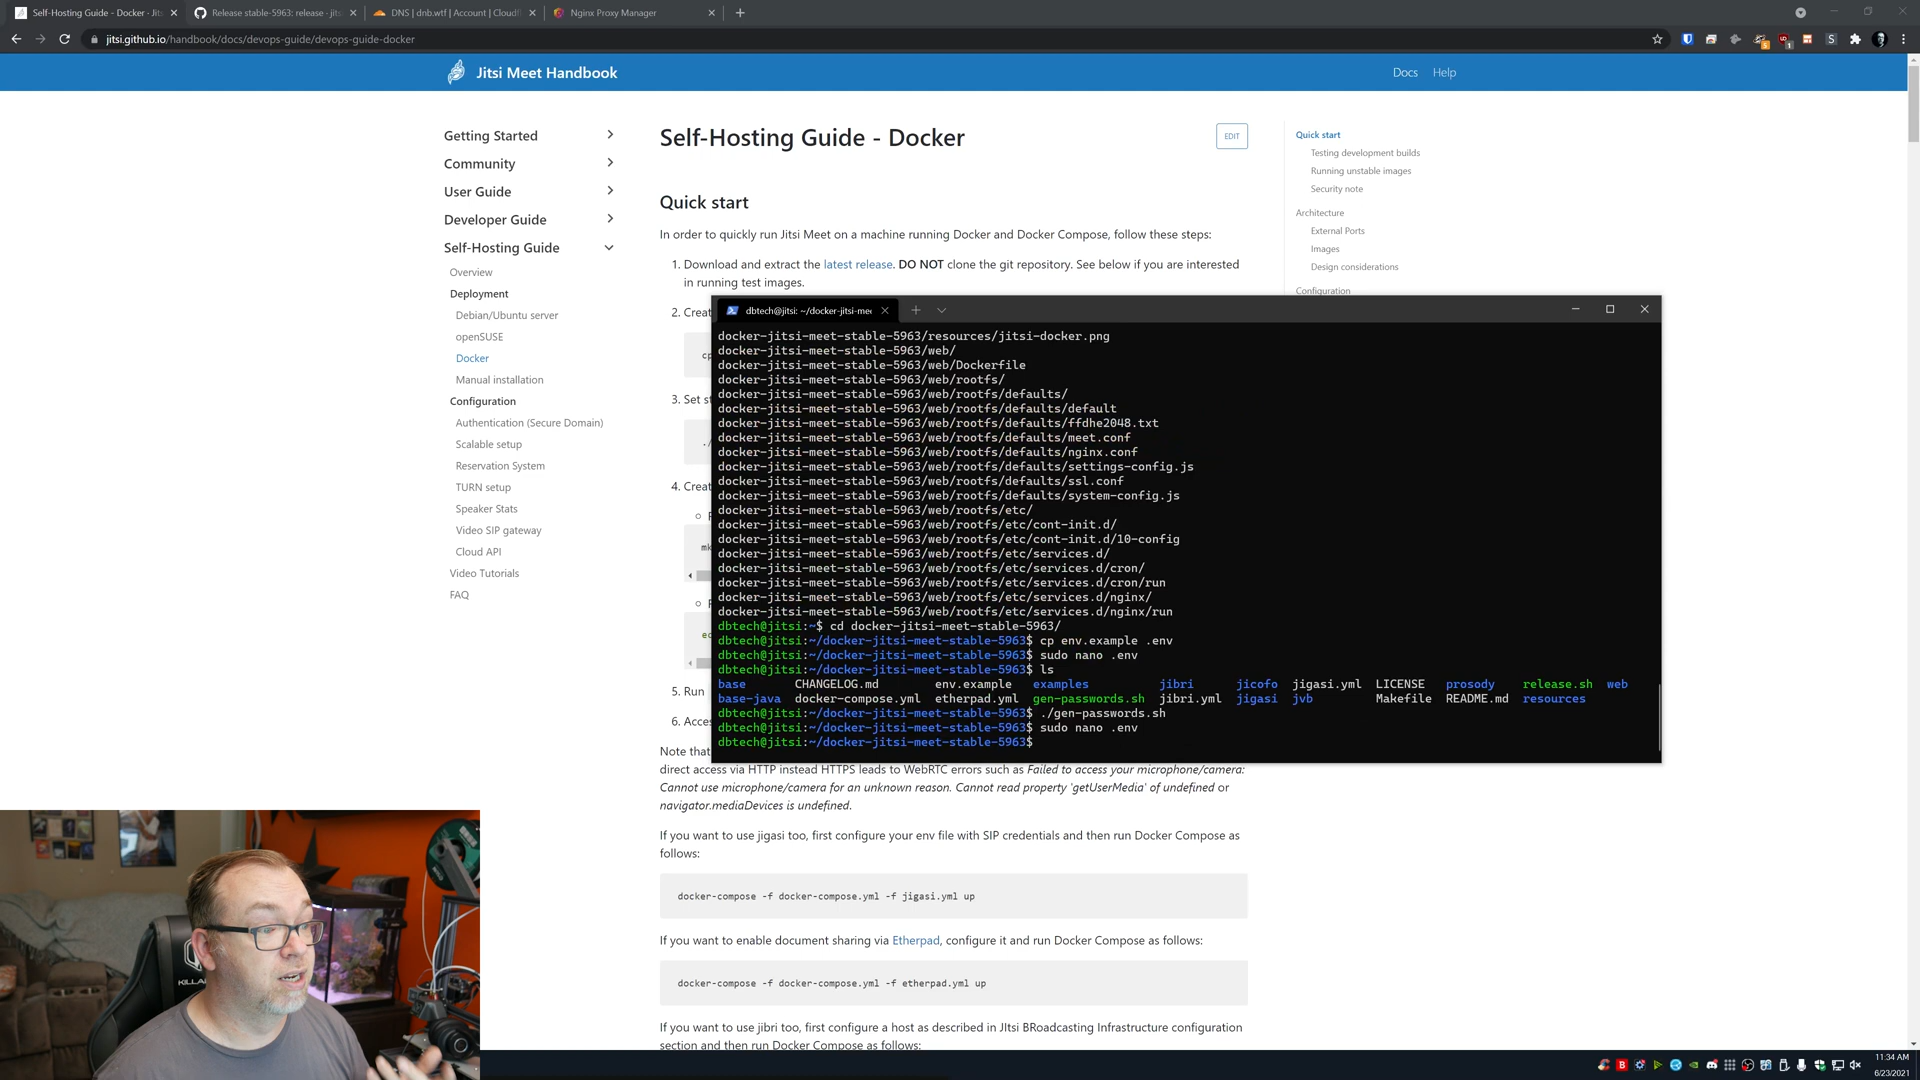 Self-Hosting Guide - Docker - Jits
Release stable-5963: release · jits
DNS | dnb.wtf | Account | Cloudf
Nginx Proxy Manager
jitsi.github.io/handbook/docs/devops-guide/devops-guide-docker
Jitsi Meet Handbook
Docs
Help
Getting Started
Community
User Guide
Developer Guide
Self-Hosting Guide
Overview
Deployment
Debian/Ubuntu server
openSUSE
Docker
Manual installation
Configuration
Authentication (Secure Domain)
Scalable setup
Reservation System
TURN setup
Speaker Stats
Video SIP gateway
Cloud API
Video Tutorials
FAQ
Self-Hosting Guide - Docker
EDIT
Quick start
In order to quickly run Jitsi Meet on a machine running Docker and Docker Compose, follow these steps:
1. Download and extract the latest release. DO NOT clone the git repository. See below if you are interested
in running test images.
2. Creat
cp
3. Set s
./
4. Creat
mk
ec
5. Run
6. Acces
Note that
direct access via HTTP instead HTTPS leads to WebRTC errors such as Failed to access your microphone/camera:
Cannot use microphone/camera for an unknown reason. Cannot read property 'getUserMedia' of undefined or
navigator.mediaDevices is undefined.
If you want to use jigasi too, first configure your env file with SIP credentials and then run Docker Compose as
follows:
docker-compose -f docker-compose.yml -f jigasi.yml up
If you want to enable document sharing via Etherpad, configure it and run Docker Compose as follows:
docker-compose -f docker-compose.yml -f etherpad.yml up
If you want to use jibri too, first configure a host as described in JItsi BRoadcasting Infrastructure configuration
section and then run Docker Compose as follows:
Quick start
Testing development builds
Running unstable images
Security note
Architecture
External Ports
Images
Design considerations
Configuration
dbtech@jitsi: ~/docker-jitsi-mee
docker-jitsi-meet-stable-5963/resources/jitsi-docker.png
docker-jitsi-meet-stable-5963/web/
docker-jitsi-meet-stable-5963/web/Dockerfile
docker-jitsi-meet-stable-5963/web/rootfs/
docker-jitsi-meet-stable-5963/web/rootfs/defaults/
docker-jitsi-meet-stable-5963/web/rootfs/defaults/default
docker-jitsi-meet-stable-5963/web/rootfs/defaults/ffdhe2048.txt
docker-jitsi-meet-stable-5963/web/rootfs/defaults/meet.conf
docker-jitsi-meet-stable-5963/web/rootfs/defaults/nginx.conf
docker-jitsi-meet-stable-5963/web/rootfs/defaults/settings-config.js
docker-jitsi-meet-stable-5963/web/rootfs/defaults/ssl.conf
docker-jitsi-meet-stable-5963/web/rootfs/defaults/system-config.js
docker-jitsi-meet-stable-5963/web/rootfs/etc/
docker-jitsi-meet-stable-5963/web/rootfs/etc/cont-init.d/
docker-jitsi-meet-stable-5963/web/rootfs/etc/cont-init.d/10-config
docker-jitsi-meet-stable-5963/web/rootfs/etc/services.d/
docker-jitsi-meet-stable-5963/web/rootfs/etc/services.d/cron/
docker-jitsi-meet-stable-5963/web/rootfs/etc/services.d/cron/run
docker-jitsi-meet-stable-5963/web/rootfs/etc/services.d/nginx/
docker-jitsi-meet-stable-5963/web/rootfs/etc/services.d/nginx/run
dbtech@jitsi:~$ cd docker-jitsi-meet-stable-5963/
dbtech@jitsi:~/docker-jitsi-meet-stable-5963$ cp env.example .env
dbtech@jitsi:~/docker-jitsi-meet-stable-5963$ sudo nano .env
dbtech@jitsi:~/docker-jitsi-meet-stable-5963$ ls
base CHANGELOG.md env.example examples jibri jicofo jigasi.yml LICENSE prosody release.sh web
base-java docker-compose.yml etherpad.yml gen-passwords.sh jibri.yml jigasi jvb Makefile README.md resources
dbtech@jitsi:~/docker-jitsi-meet-stable-5963$ ./gen-passwords.sh
dbtech@jitsi:~/docker-jitsi-meet-stable-5963$ sudo nano .env
dbtech@jitsi:~/docker-jitsi-meet-stable-5963$
11:34 AM
6/23/2021